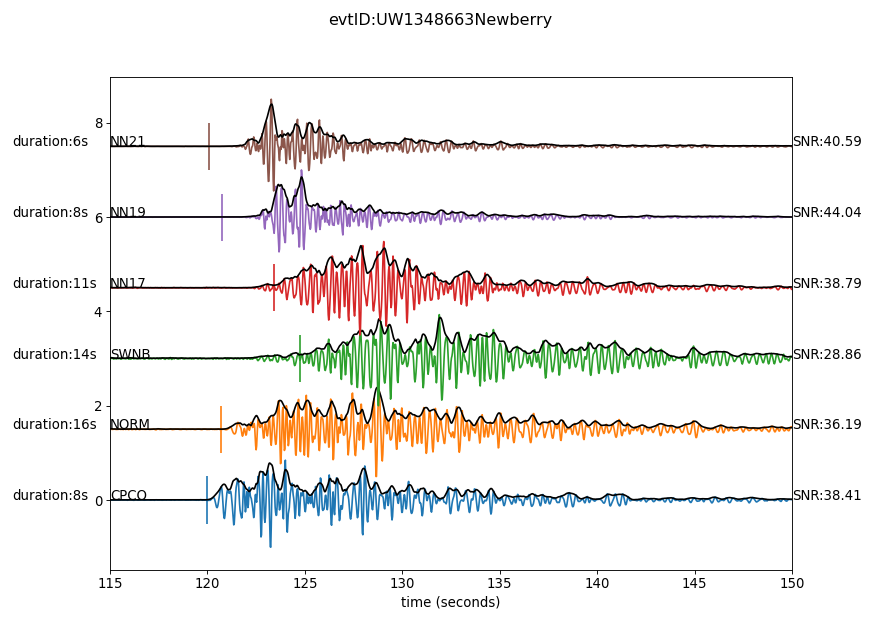 evtID:UW1348663Newberry
8
duration:6s NN21 SNR:40.59
duration:8s NN19 SNR:44.04
6
duration:11s NN17 SNR:38.79
4
duration:14s SWNB SNR:28.86
2
duration:16s NORM SNR:36.19
duration:8s CPCO SNR:38.41
0
115 120 125 130 135 140 145 150
time (seconds)